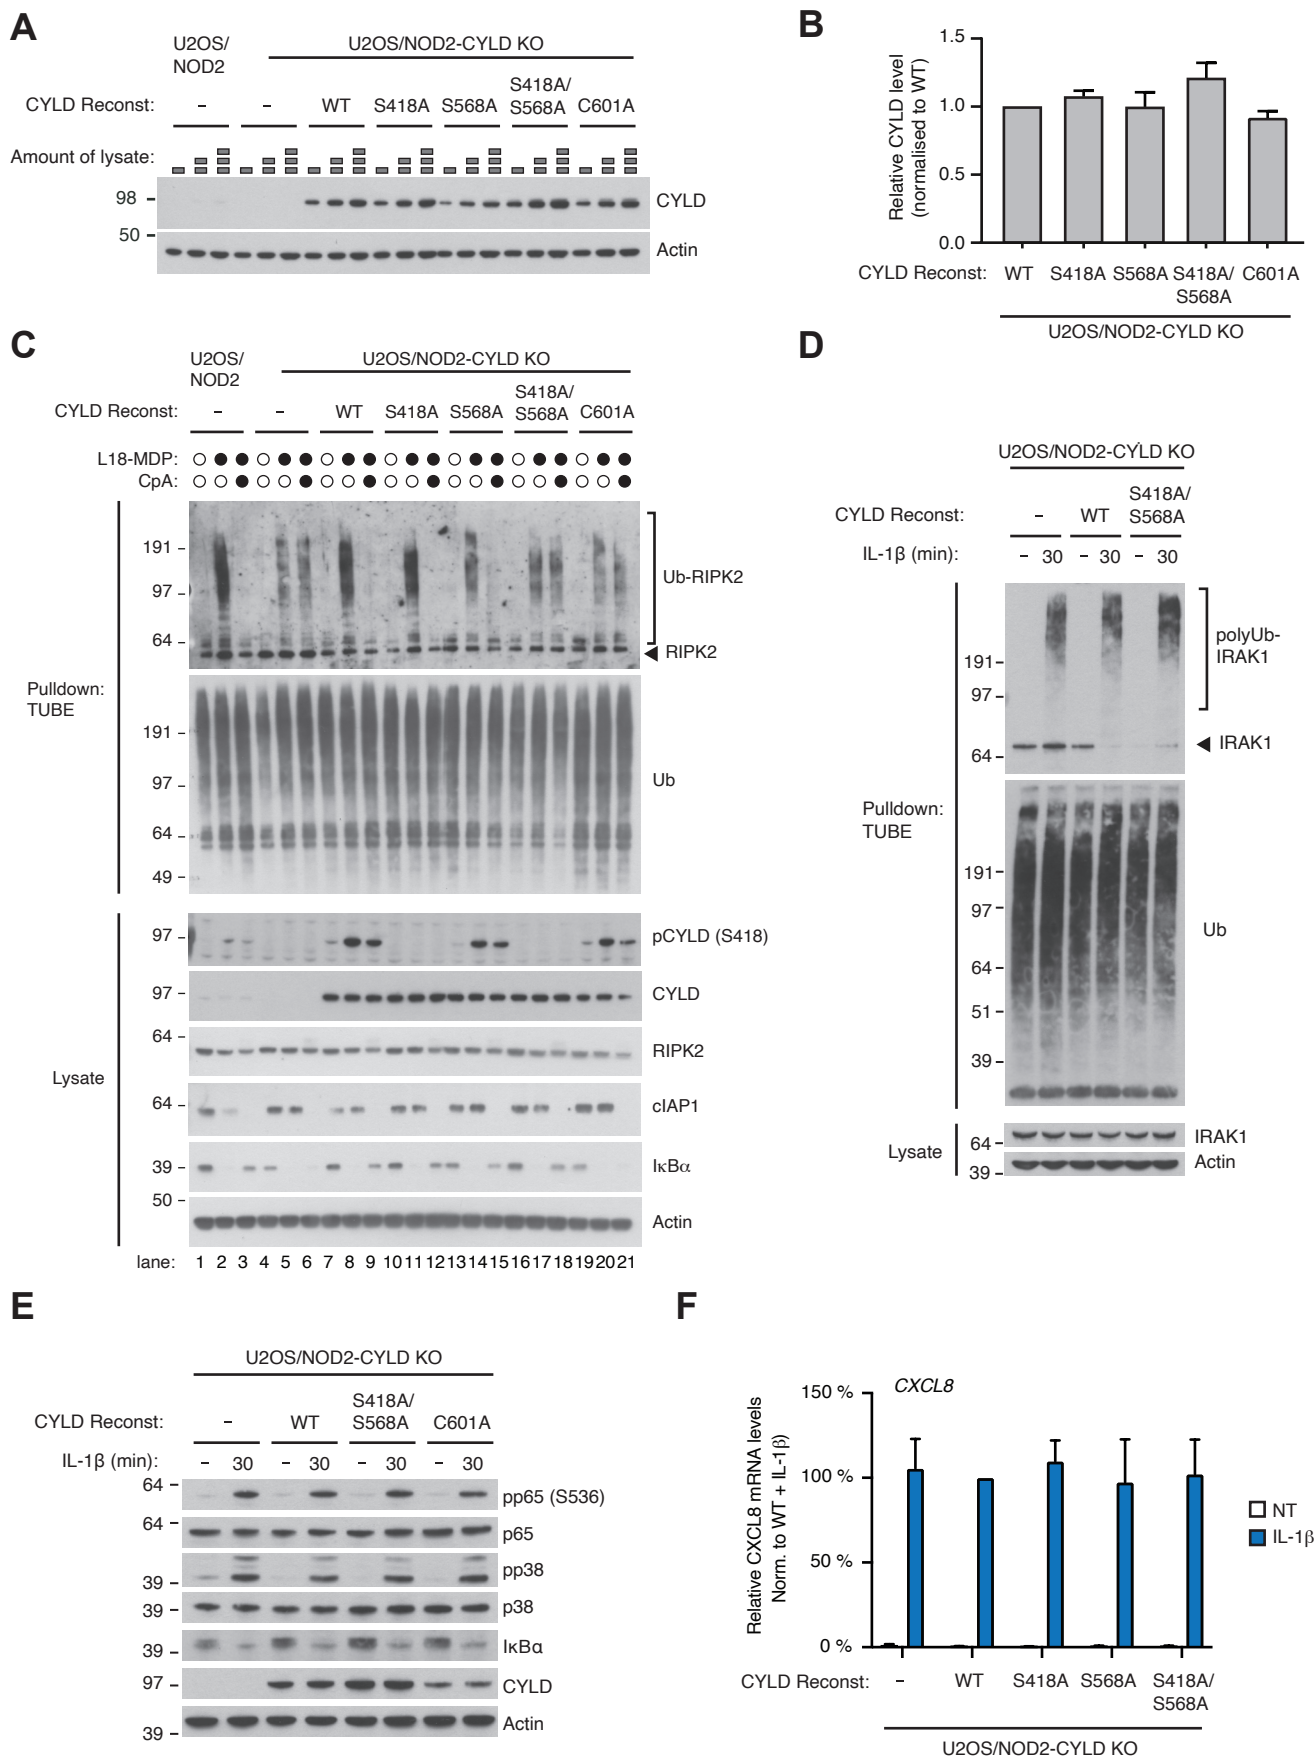 A
U2OS/
NOD2
U2OS/NOD2-CYLD KO
CYLD Reconst: – – WT S418A S568A S418A/
S568A C601A
Amount of lysate:
98 CYLD
50
Actin
B
Relative CYLD level
(normalised to WT)
1.5
1.0
0.5
0.0
CYLD Reconst: WT S418A S568A S418A/
S568A C601A
U2OS/NOD2-CYLD KO
C
U2OS/
NOD2
U2OS/NOD2-CYLD KO
CYLD Reconst: – – WT S418A S568A S418A/
S568A C601A
L18-MDP:
CpA:
Pulldown:
TUBE
191
97
64
Ub-RIPK2
RIPK2
191
97
64
49
Ub
Lysate
97 pCYLD (S418)
97 CYLD
64 RIPK2
64 cIAP1
39 IκBα
50 Actin
lane: 1 2 3 4 5 6 7 8 9 10 11 12 13 14 15 16 17 18 19 20 21
D
U2OS/NOD2-CYLD KO
CYLD Reconst: – WT S418A/
S568A
IL-1β (min): – 30 – 30 – 30
Pulldown:
TUBE
polyUb-
IRAK1
191
97
64
IRAK1
191
97
64
51
39
Ub
Lysate
64 IRAK1
39 Actin
E
U2OS/NOD2-CYLD KO
CYLD Reconst: – WT S418A/
S568A C601A
IL-1β (min): – 30 – 30 – 30 – 30
64 pp65 (S536)
64 p65
39 pp38
39 p38
39 IκBα
97 CYLD
39 Actin
F
CXCL8
Relative CXCL8 mRNA levels
Norm. to WT + IL-1β)
150 %
100 %
50 %
0 %
NT
IL-1β
CYLD Reconst: – WT S418A S568A S418A/
S568A
U2OS/NOD2-CYLD KO